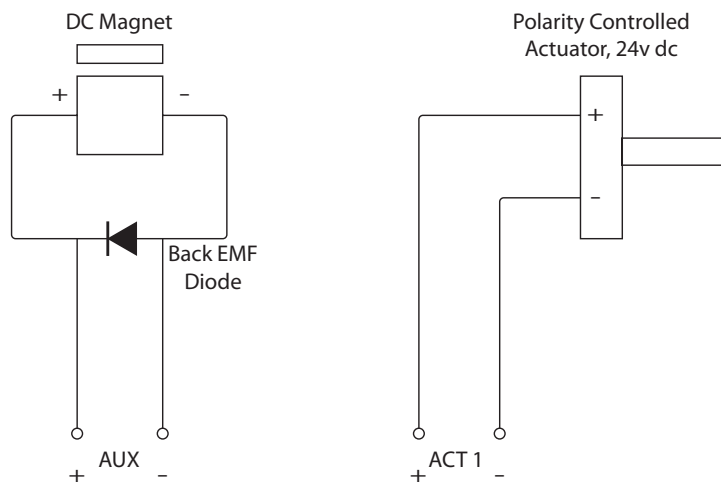 DC Magnet
+ –
Back EMF
Diode
AUX
+ –
Polarity Controlled
Actuator, 24v dc
+
–
ACT 1
+ –